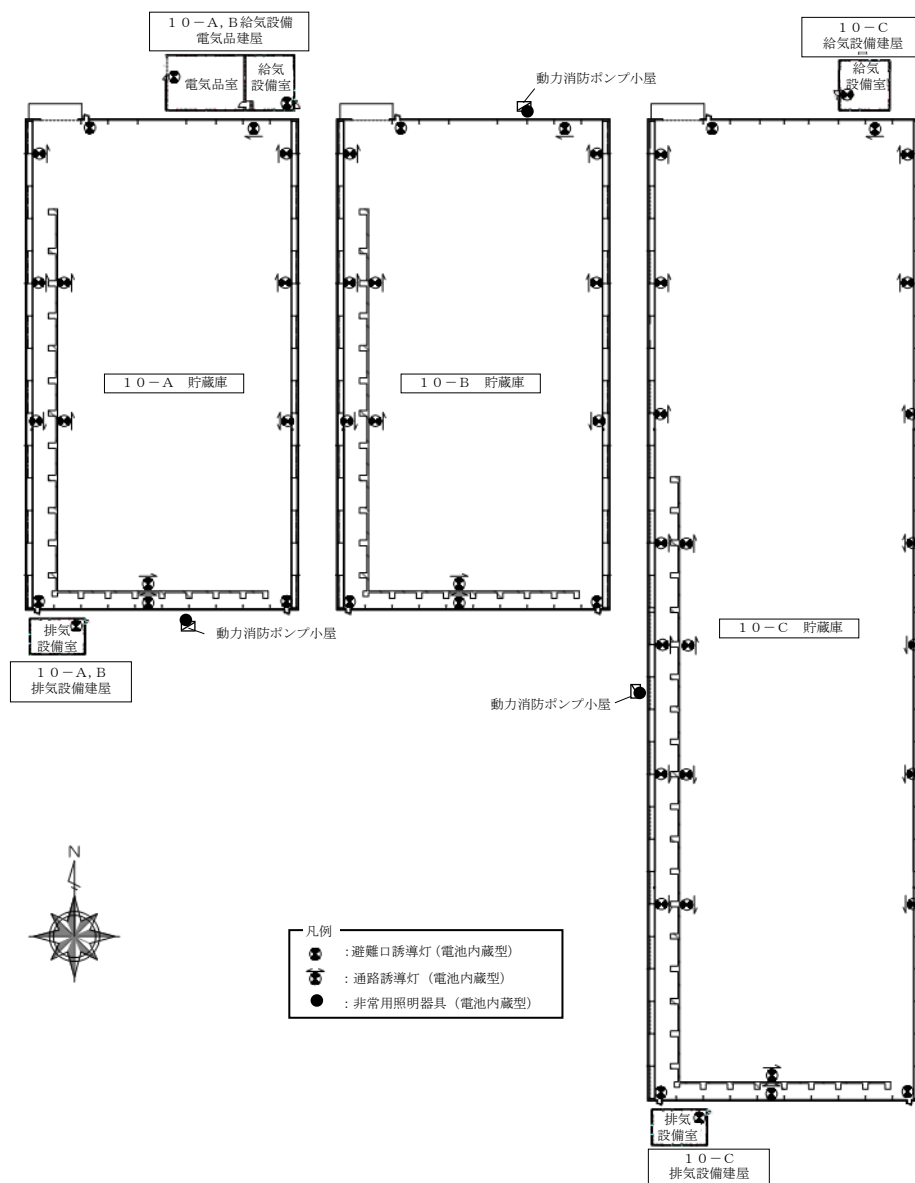 １０－A, B給気設備
電気品建屋
電気品室
給気
設備室
動力消防ポンプ小屋
１０－C
給気設備建屋
給気
設備室
１０－A　貯蔵庫
１０－B　貯蔵庫
１０－C　貯蔵庫
排気
設備室
動力消防ポンプ小屋
１０－A, B
排気設備建屋
動力消防ポンプ小屋
N
凡例
：避難口誘導灯（電池内蔵型）
：通路誘導灯（電池内蔵型）
：非常用照明器具（電池内蔵型）
排気
設備室
１０－C
排気設備建屋